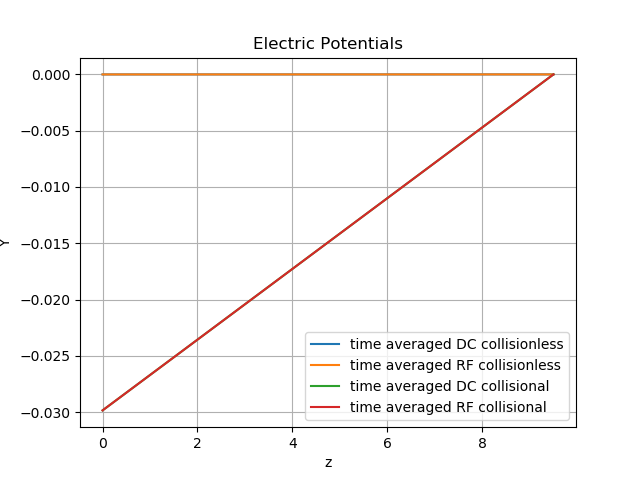 Electric Potentials
0.000
−0.005
−0.010
−0.015
−0.020
−0.025
−0.030
Y
0 2 4 6 8
z
time averaged DC collisionless
time averaged RF collisionless
time averaged DC collisional
time averaged RF collisional